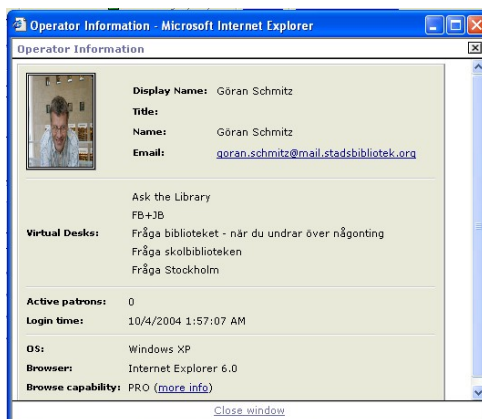 Operator Information - Microsoft Internet Explorer
Operator Information
Display Name: Göran Schmitz
Title:
Name: Göran Schmitz
Email: goran.schmitz@mail.stadsbibliotek.org
Ask the Library
FB+JB
Virtual Desks: Fråga biblioteket - när du undrar över någonting
Fråga skolbiblioteken
Fråga Stockholm
Active patrons: 0
Login time: 10/4/2004 1:57:07 AM
OS: Windows XP
Browser: Internet Explorer 6.0
Browse capability: PRO (more info)
Close window